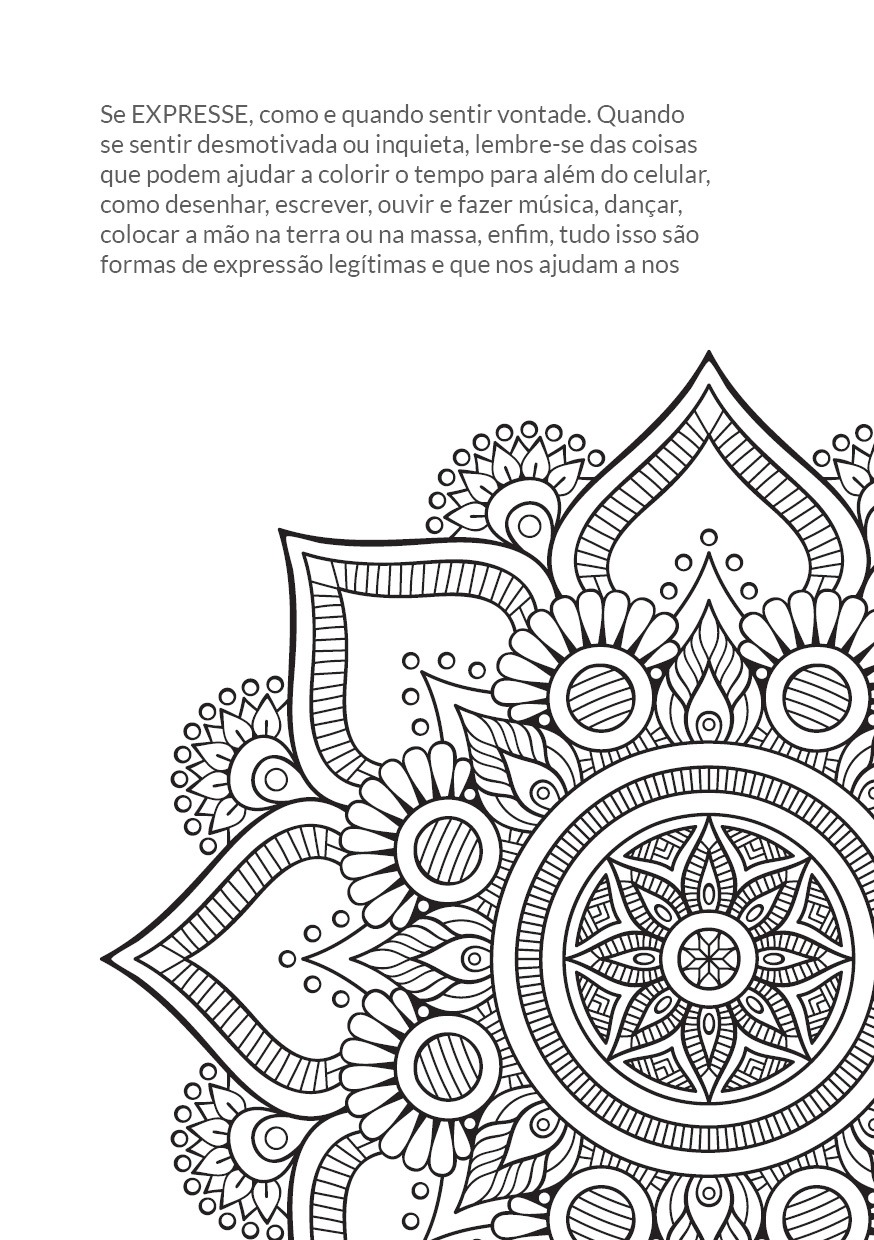 Se EXPRESSE, como e quando sentir vontade. Quando
se sentir desmotivada ou inquieta, lembre-se das coisas
que podem ajudar a colorir o tempo para além do celular,
como desenhar, escrever, ouvir e fazer música, dançar,
colocar a mão na terra ou na massa, enfim, tudo isso são
formas de expressão legítimas e que nos ajudam a nos